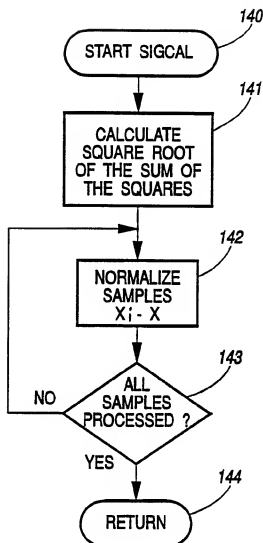 140
START SIGCAL
141
CALCULATE
SQUARE ROOT
OF THE SUM OF
THE SQUARES
142
NORMALIZE
SAMPLES
Xi - X
143
ALL
SAMPLES
PROCESSED ?
NO
YES
144
RETURN